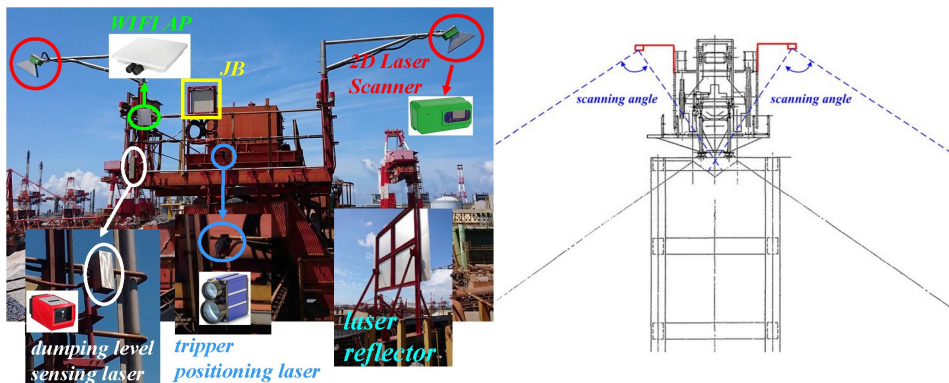 WIFI AP
JB
2D Laser
Scanner
dumping level
sensing laser
tripper
positioning laser
laser
reflector
scanning angle
scanning angle